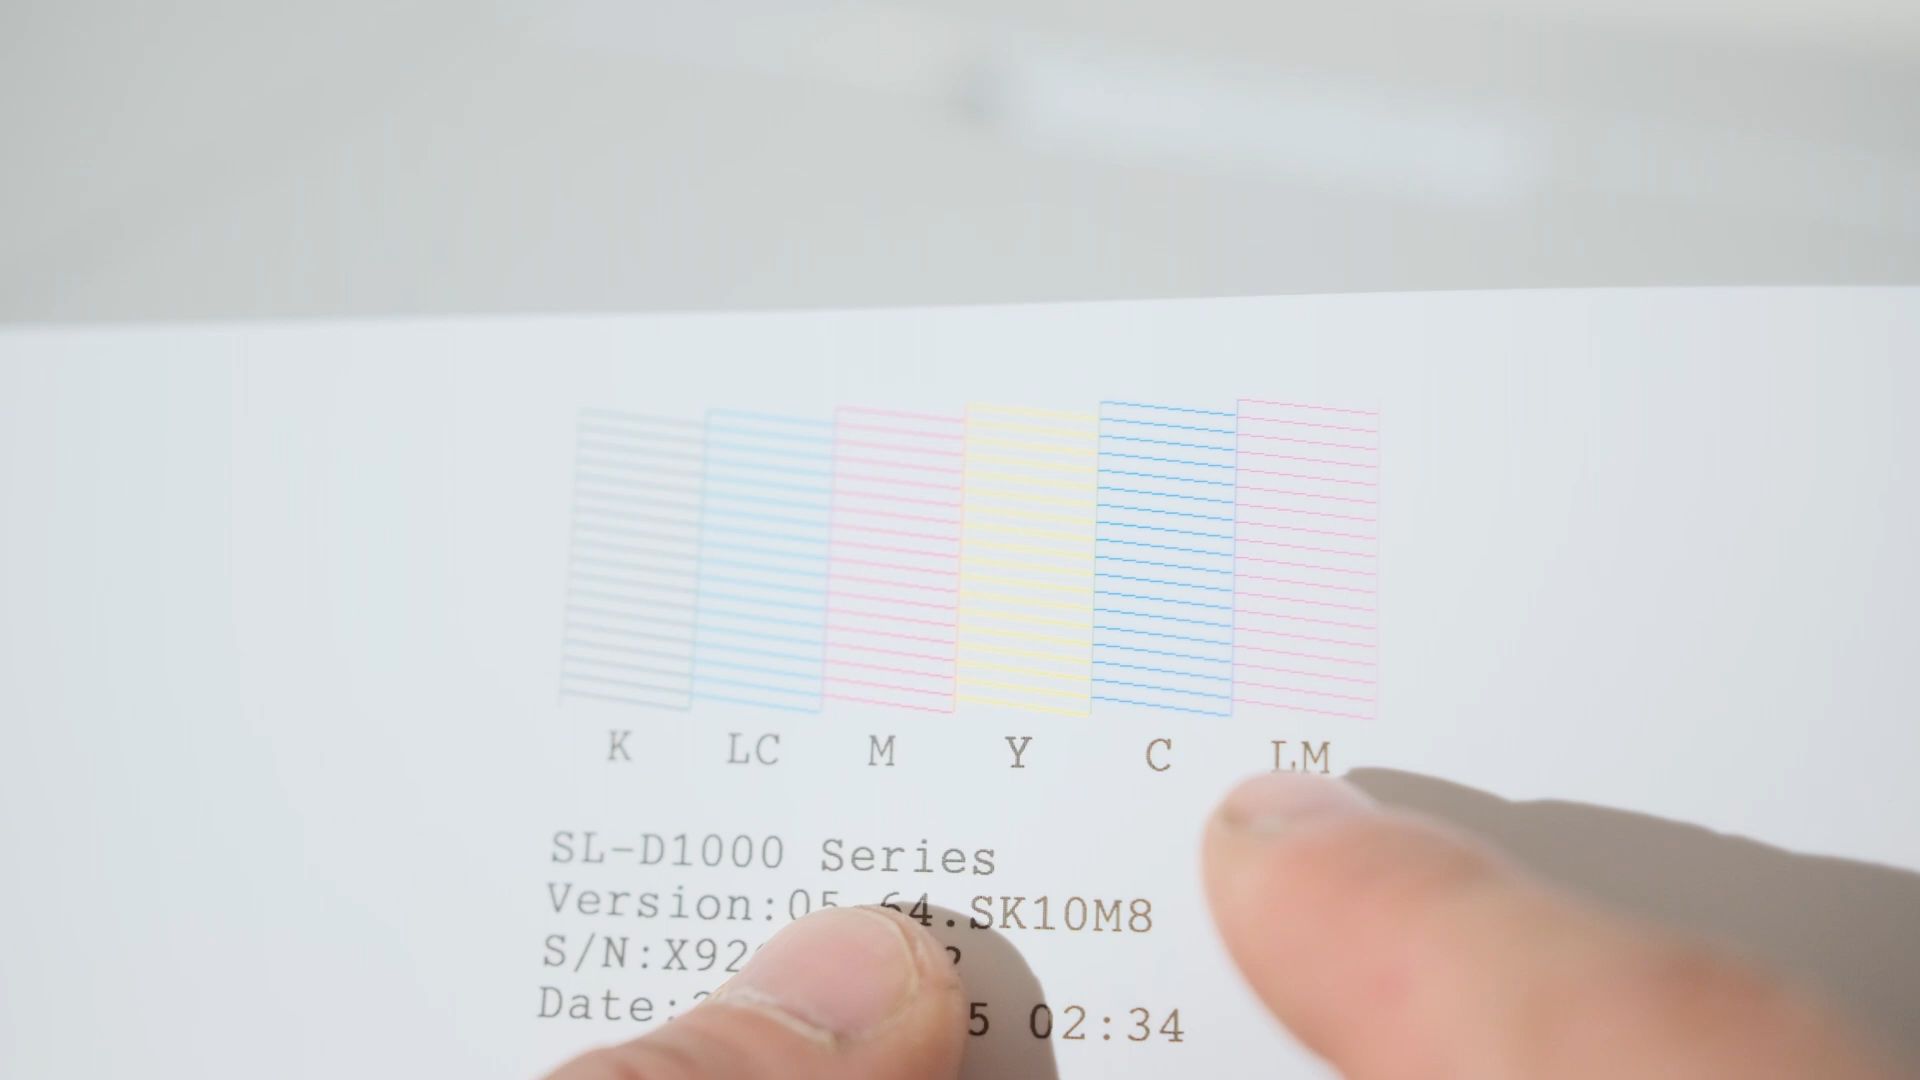 K LC M Y C LM
SL-D1000 Series
Version:05.64.SK10M8
S/N:X92
Date: 5 02:34